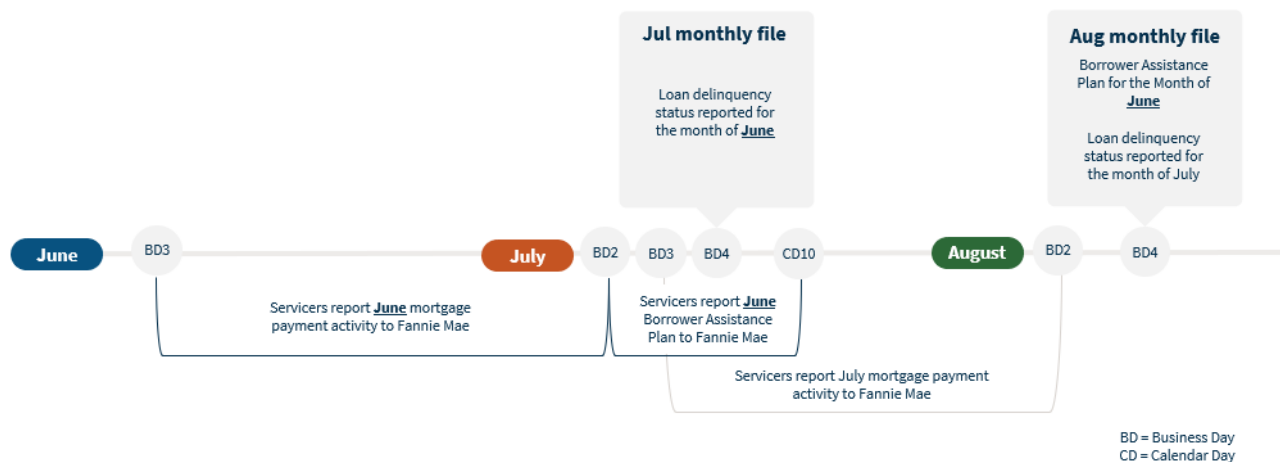 Jul monthly file
Loan delinquency
status reported for
the month of June
Aug monthly file
Borrower Assistance
Plan for the Month of
June
Loan delinquency
status reported for
the month of July
June
BD3
July
BD2
BD3
BD4
CD10
August
BD2
BD4
Servicers report June mortgage
payment activity to Fannie Mae
Servicers report June
Borrower Assistance
Plan to Fannie Mae
Servicers report July mortgage payment
activity to Fannie Mae
BD = Business Day
CD = Calendar Day